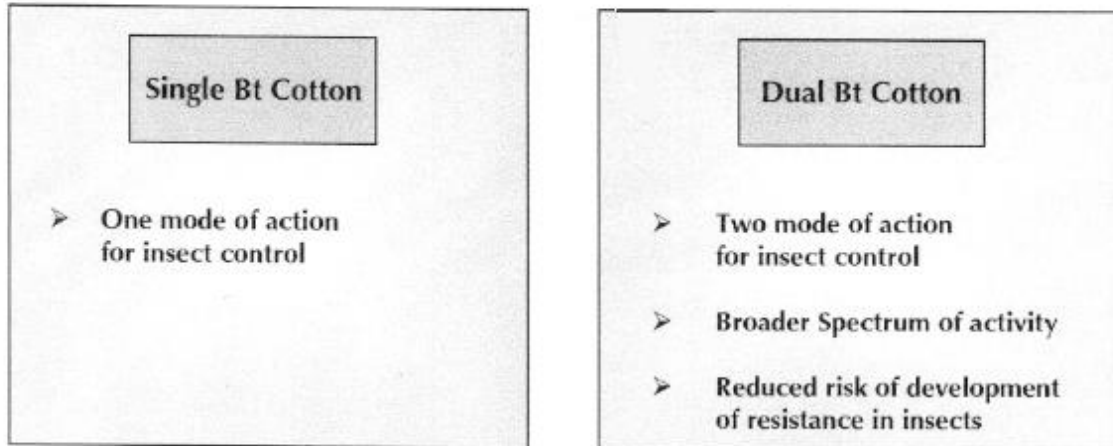 Single Bt Cotton
➢ One mode of action
for insect control
Dual Bt Cotton
➢ Two mode of action
for insect control
➢ Broader Spectrum of activity
➢ Reduced risk of development
of resistance in insects